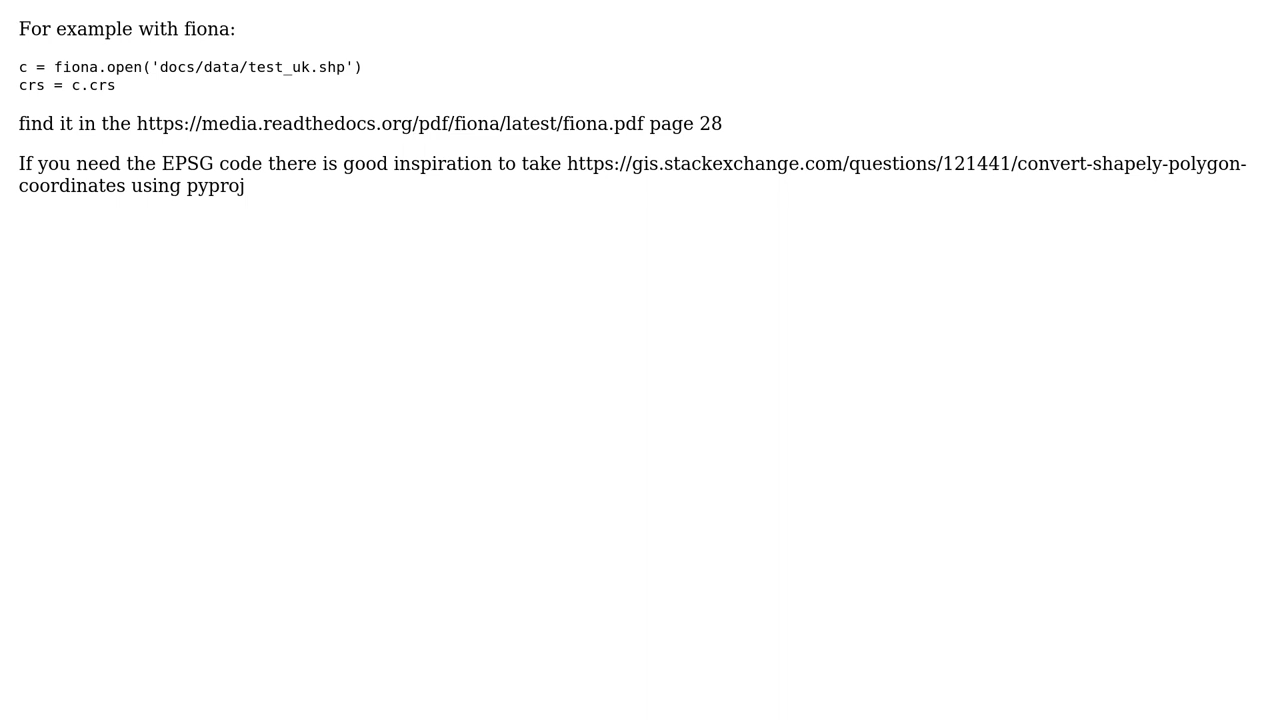 For example with fiona:
c = fiona.open('docs/data/test_uk.shp')
crs = c.crs
find it in the https://media.readthedocs.org/pdf/fiona/latest/fiona.pdf page 28
If you need the EPSG code there is good inspiration to take https://gis.stackexchange.com/questions/121441/convert-shapely-polygon-
coordinates using pyproj